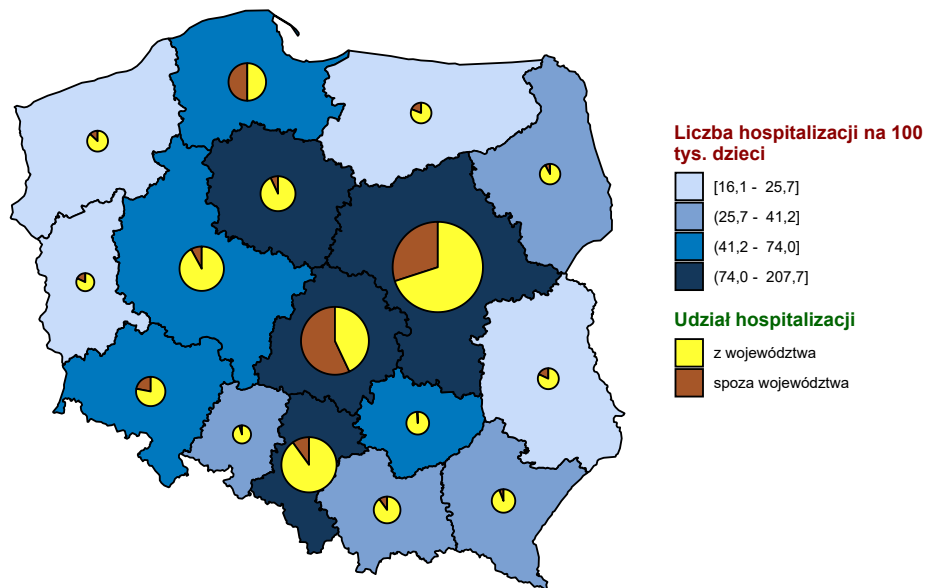 Liczba hospitalizacji na 100
tys. dzieci
[16,1 - 25,7]
(25,7 - 41,2]
(41,2 - 74,0]
(74,0 - 207,7]
Udział hospitalizacji
z województwa
spoza województwa